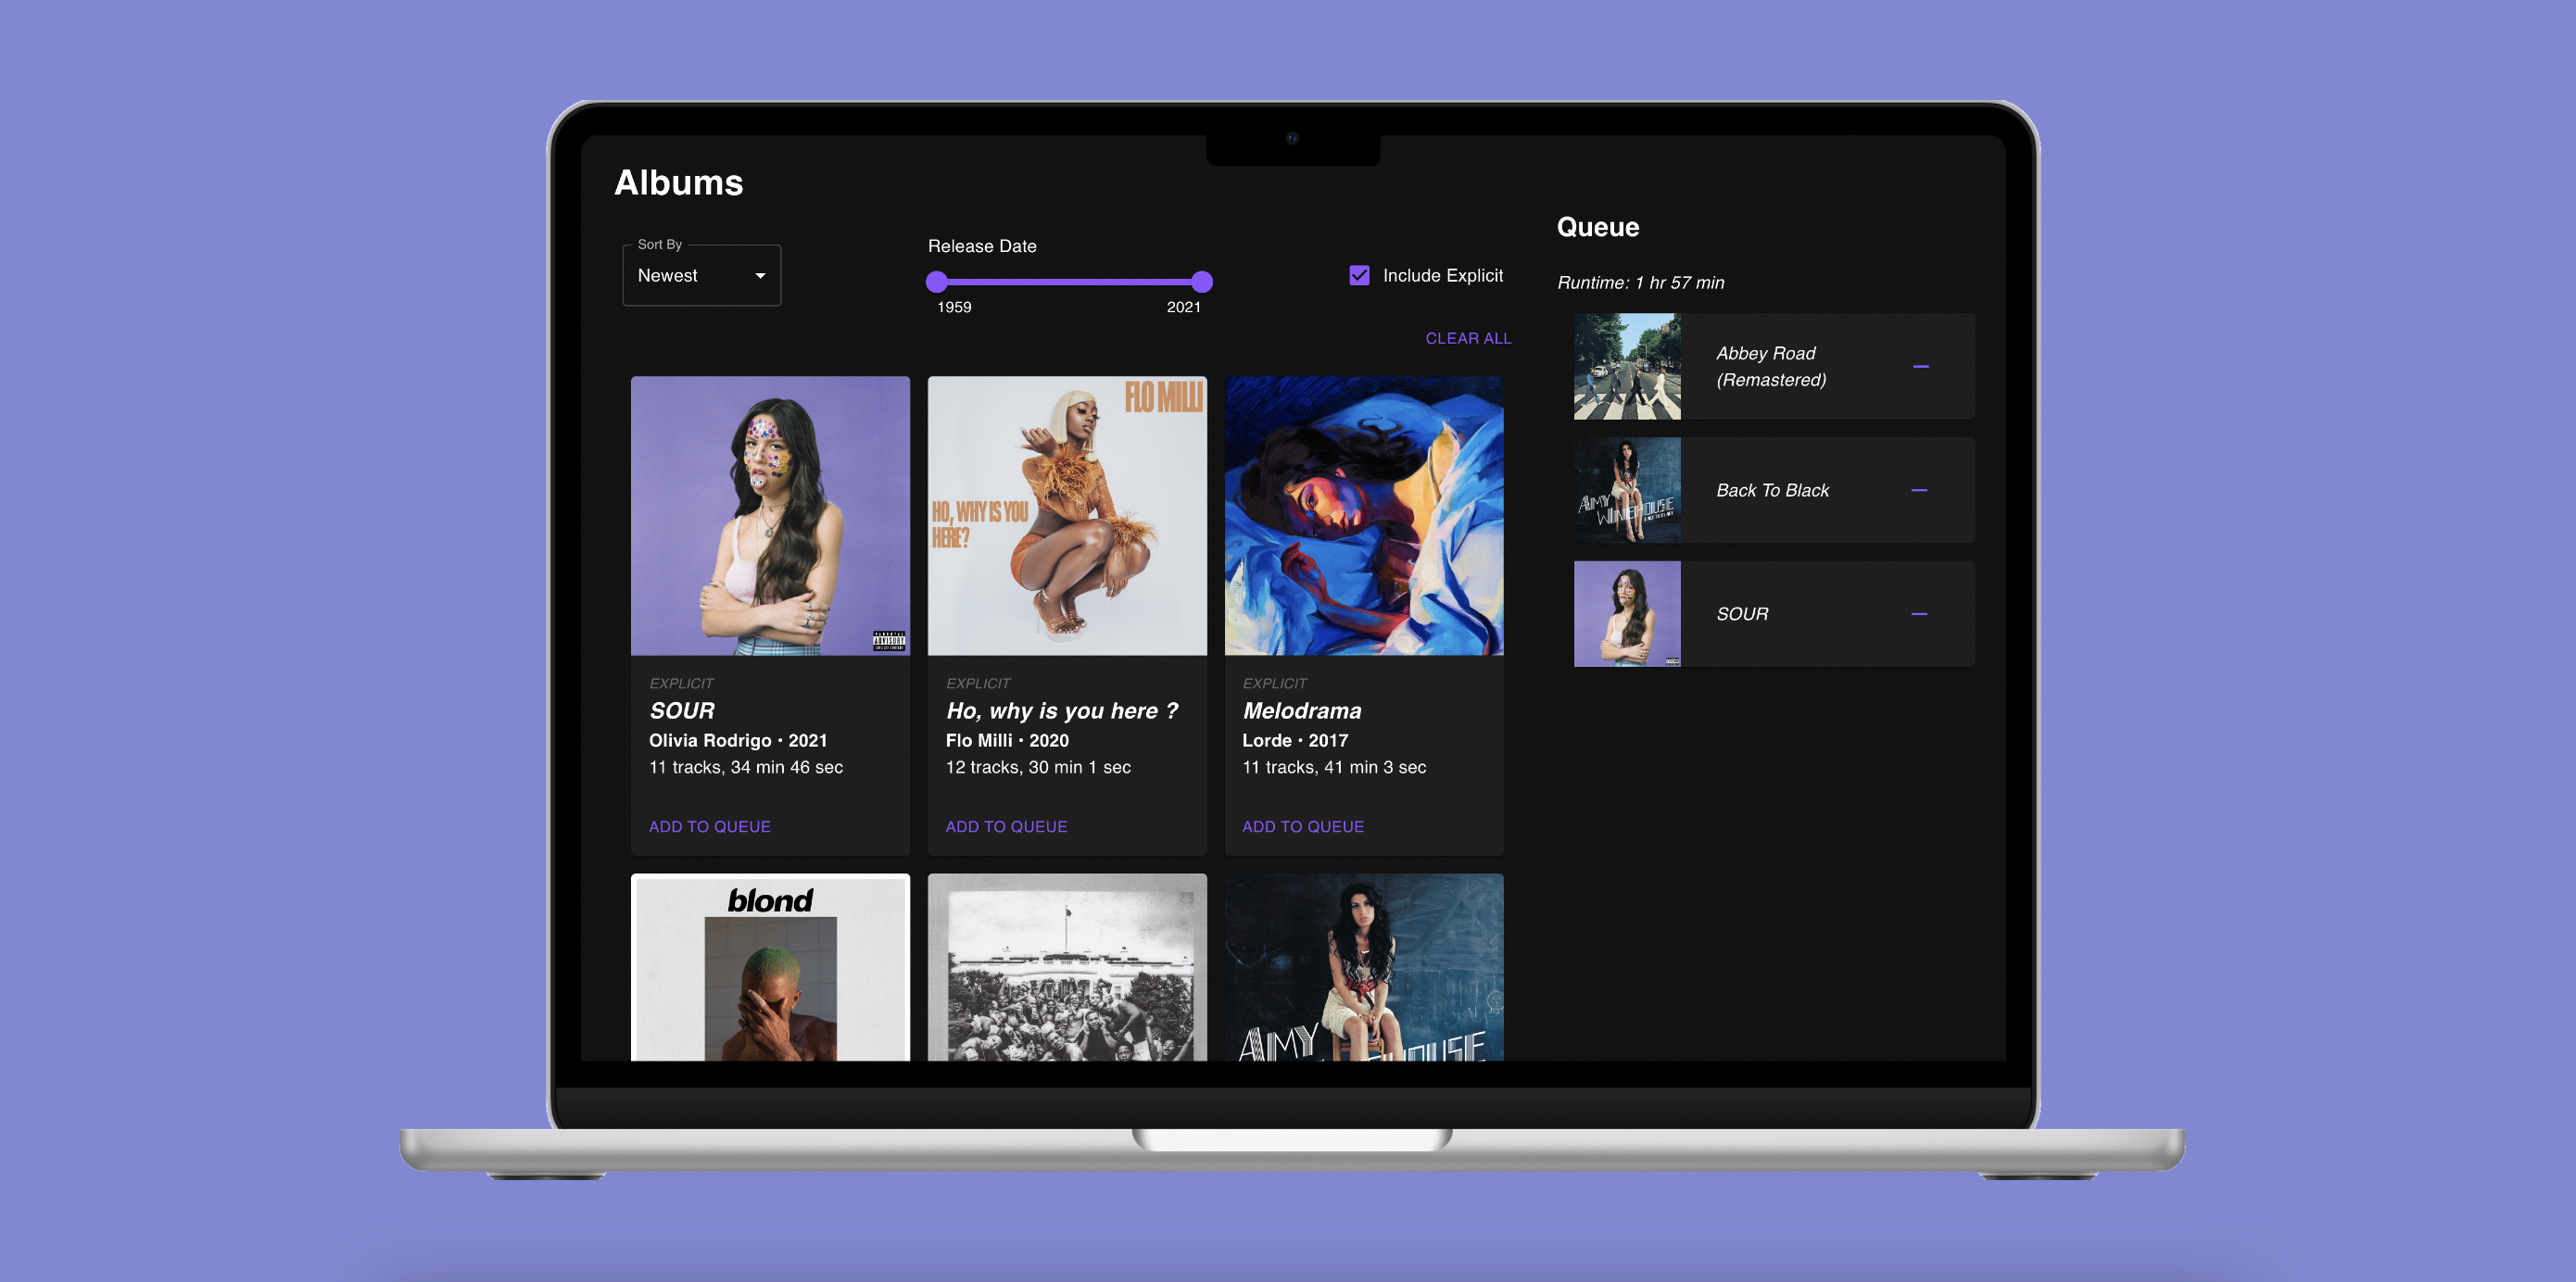 Albums
Sort By
Newest
Release Date
1959
2021
Include Explicit
CLEAR ALL
FLO MILLI
HO, WHY IS YOU
HERE?
PARENTAL
ADVISORY
EXPLICIT
SOUR
Olivia Rodrigo • 2021
11 tracks, 34 min 46 sec
ADD TO QUEUE
EXPLICIT
Ho, why is you here ?
Flo Milli • 2020
12 tracks, 30 min 1 sec
ADD TO QUEUE
EXPLICIT
Melodrama
Lorde • 2017
11 tracks, 41 min 3 sec
ADD TO QUEUE
blond
AMY
Queue
Runtime: 1 hr 57 min
Abbey Road
(Remastered)
AMY
WINEHOUSE
Back To Black
SOUR